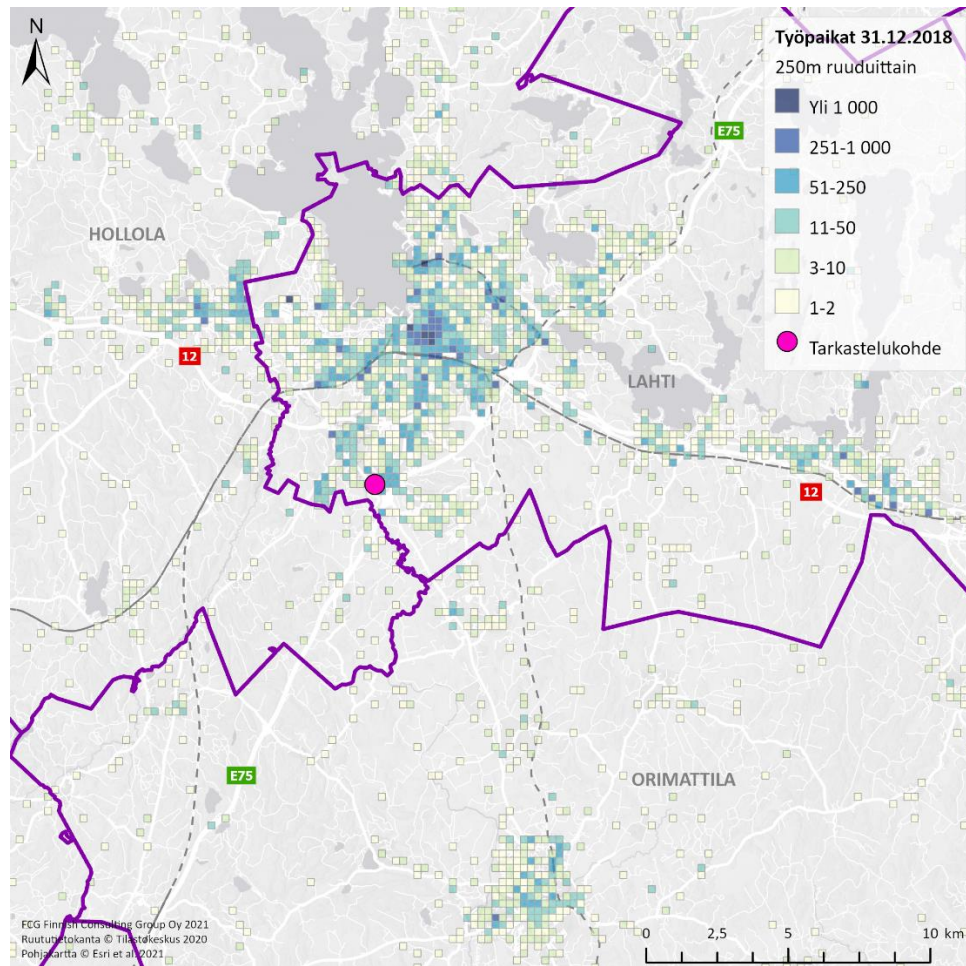 N
Työpaikat 31.12.2018
250m ruuduittain
Yli 1 000
251-1 000
51-250
11-50
3-10
1-2
Tarkastelukohde
E75
HOLLOLA
12
LAHTI
12
E75
ORIMATTILA
FCG Finnish Consulting Group Oy 2021
Ruututietokanta © Tilastokeskus 2020
Pohjakartta © Esri et al. 2021
0 2,5 5 10 km